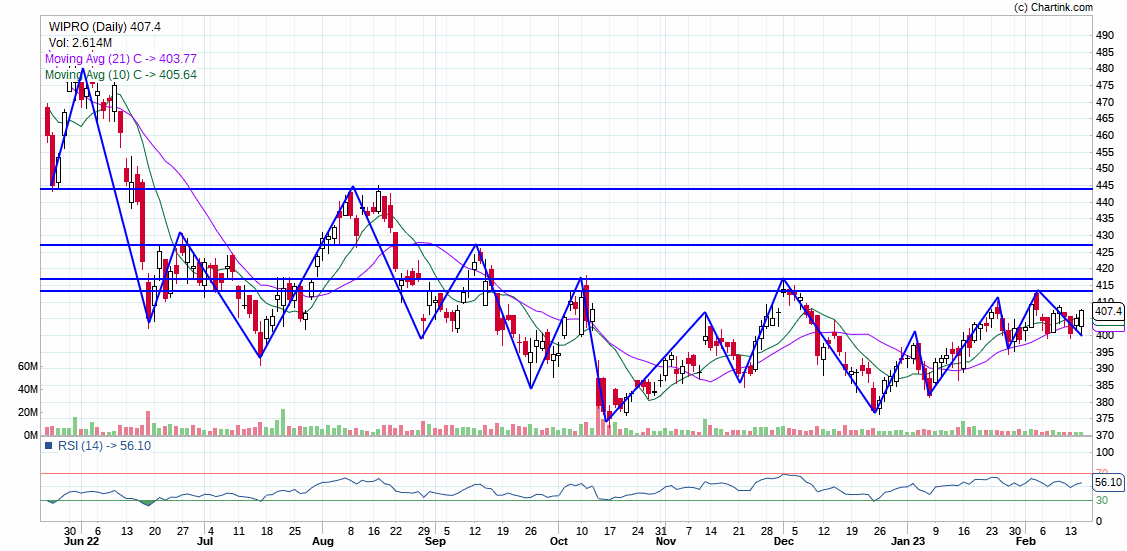 (c) Chartink.com
WIPRO (Daily) 407.4
Vol: 2.614M
Moving Avg (21) C -> 403.77
Moving Avg (10) C -> 405.64
490
485
480
475
470
465
460
455
450
445
440
435
430
425
420
415
410
407.4
400
395
390
385
380
375
370
60M
40M
20M
0M
RSI (14) -> 56.10
100
70
56.10
30
0
30 6 13 20 27 4 11 18 25 8 16 22 29 5 12 19 26 10 17 24 31 7 14 21 28 5 12 19 26 9 16 23 30 6 13
Jun 22 Jul Aug Sep Oct Nov Dec Jan 23 Feb